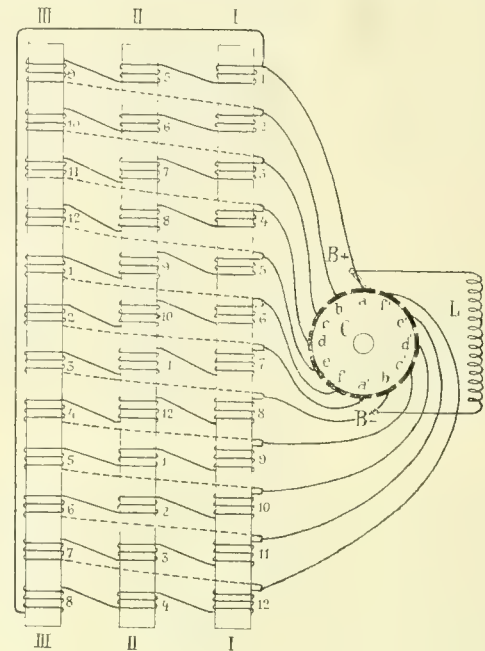 III II I
9 5 1
10 6 2
11 7 3
12 8 4
1 9 5
2 10 6
3 11 7
4 12 8
5 1 9
6 2 10
7 3 11
8 4 12
III II I
B+
L
b a f'
c C e'
d d'
e c'
f a' b
B-